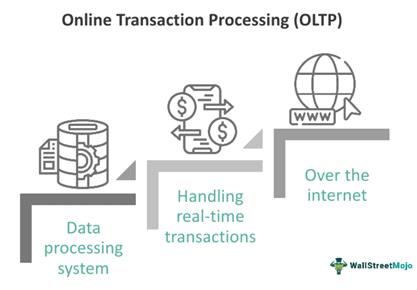 Online Transaction Processing (OLTP)
WWW
Over the
internet
Handling
real-time
transactions
Data
processing
system
WallStreetMojo